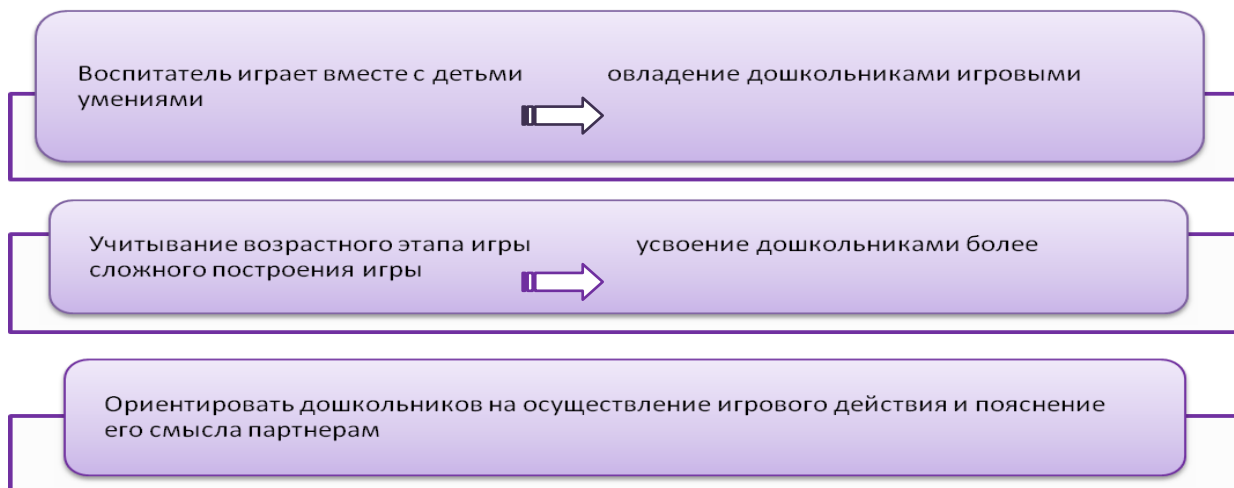 Воспитатель играет вместе с детьми овладение дошкольниками игровыми
умениями
Учитывание возрастного этапа игры усвоение дошкольниками более
сложного построения игры
Ориентировать дошкольников на осуществление игрового действия и пояснение
его смысла партнерам